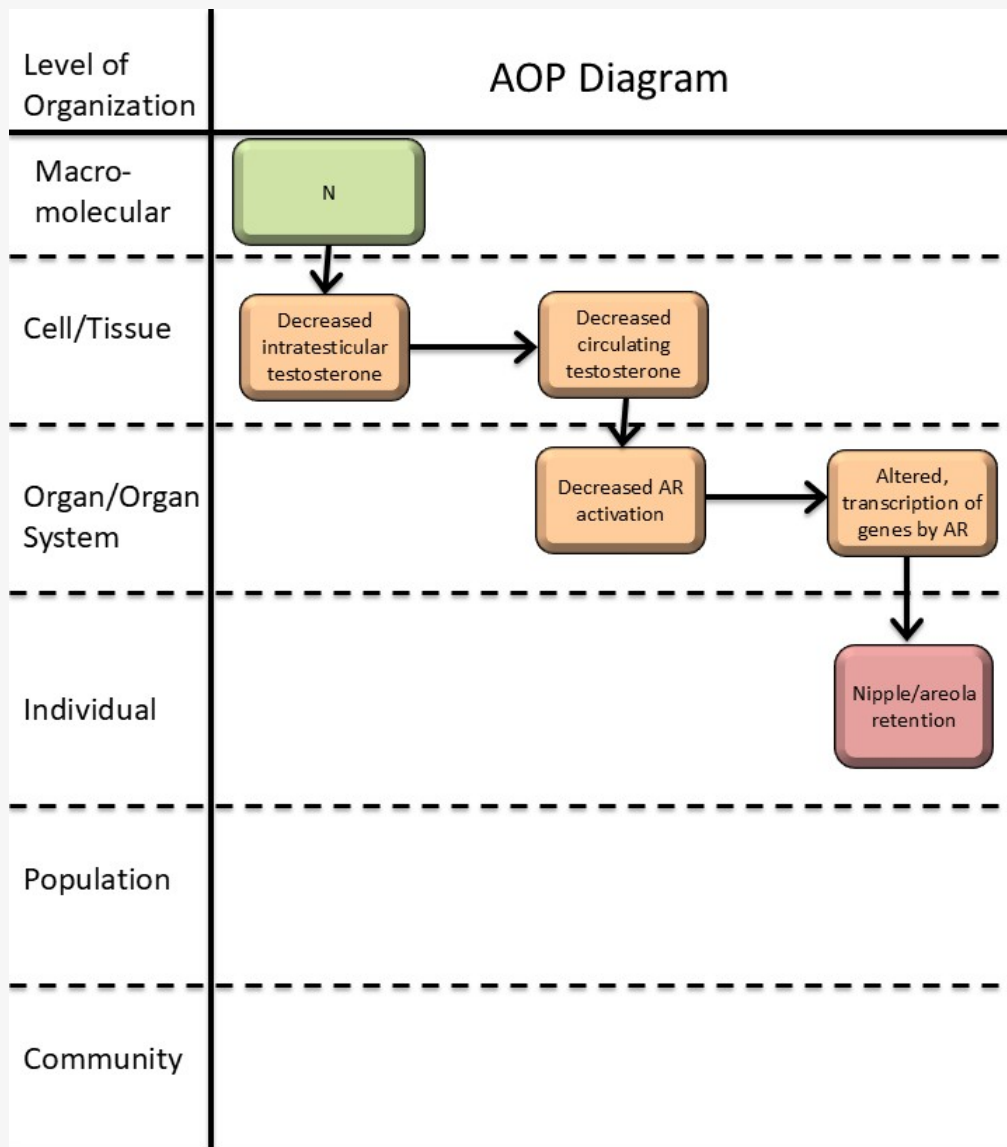 Level of
Organization
AOP Diagram
Macro-
molecular
N
Cell/Tissue
Decreased
intratesticular
testosterone
Decreased
circulating
testosterone
Organ/Organ
System
Decreased AR
activation
Altered,
transcription of
genes by AR
Individual
Nipple/areola
retention
Population
Community